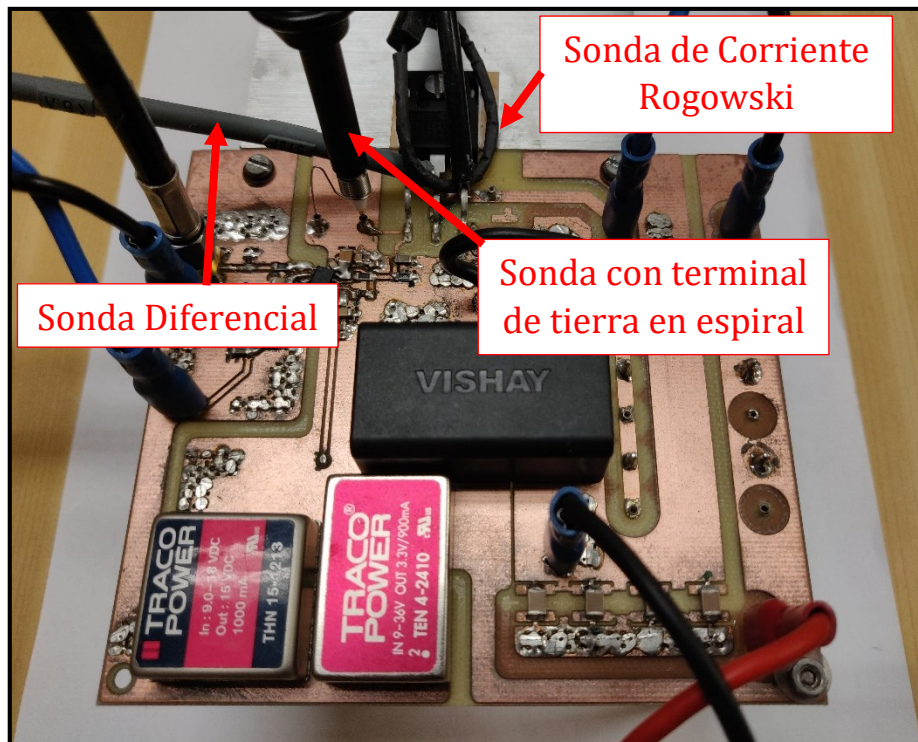 Sonda de Corriente
Rogowski
Sonda Diferencial
Sonda con terminal
de tierra en espiral
VISHAY
TRACO
POWER
In : 9.0–18 VDC
Out : 15 VDC
1000 mA
THN 15-1213
TRACO
POWER®
IN 9–36V OUT 3.3V/900mA
2 TEN 4-2410